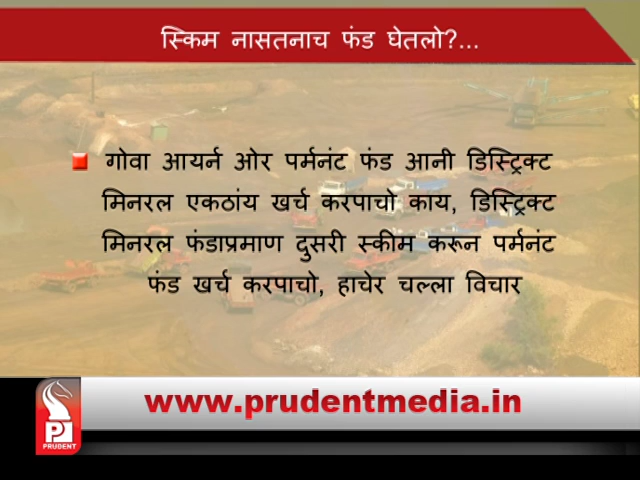 स्किम नासतनाच फंड घेतलो?...
गोवा आयर्न ओर पर्मनंट फंड आनी डिस्ट्रिक्ट
मिनरल एकठांय खर्च करपाचो काय, डिस्ट्रिक्ट
मिनरल फंडाप्रमाण दुसरी स्कीम करून पर्मनंट
फंड खर्च करपाचो, हाचेर चल्ला विचार
www.prudentmedia.in
P
PRUDENT